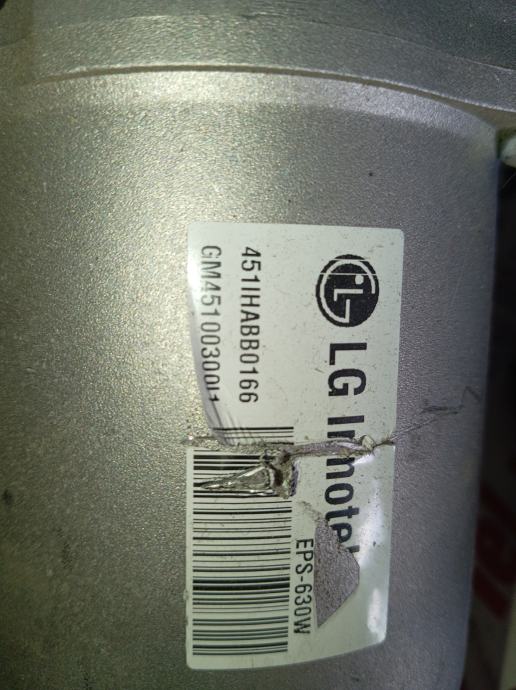 LG Innotek
EPS-630W
451IHABB0166
GM45100300